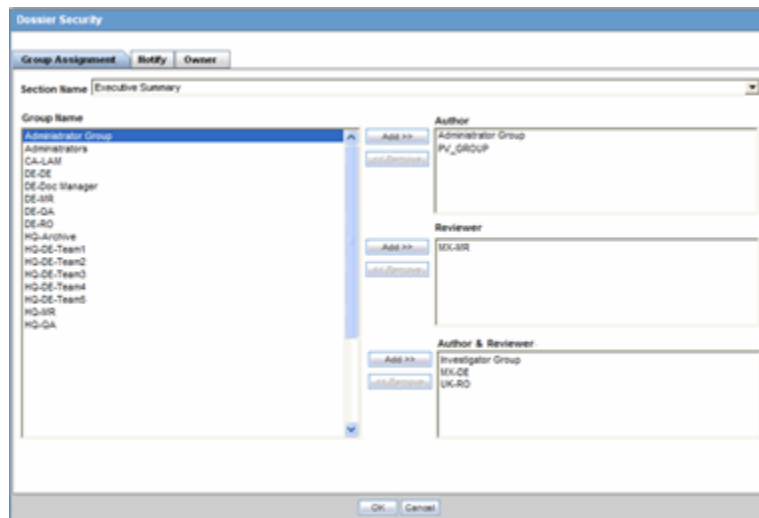 Dossier Security
Group Assignment Notify Owner
Section Name Executive Summary
Group Name
Administrator Group
Administrators
CA-LAM
DE-DE
DE-Doc Manager
DE-MR
DE-QA
DE-RO
HQ-Archive
HQ-DE-Team1
HQ-DE-Team2
HQ-DE-Team3
HQ-DE-Team4
HQ-DE-Team5
HQ-MR
HQ-QA
Author
Add >>
<< Remove
Administrator Group
PV_GROUP
Reviewer
Add >>
<< Remove
MX-MR
Author & Reviewer
Add >>
<< Remove
Investigator Group
MX-DE
UK-RO
OK Cancel